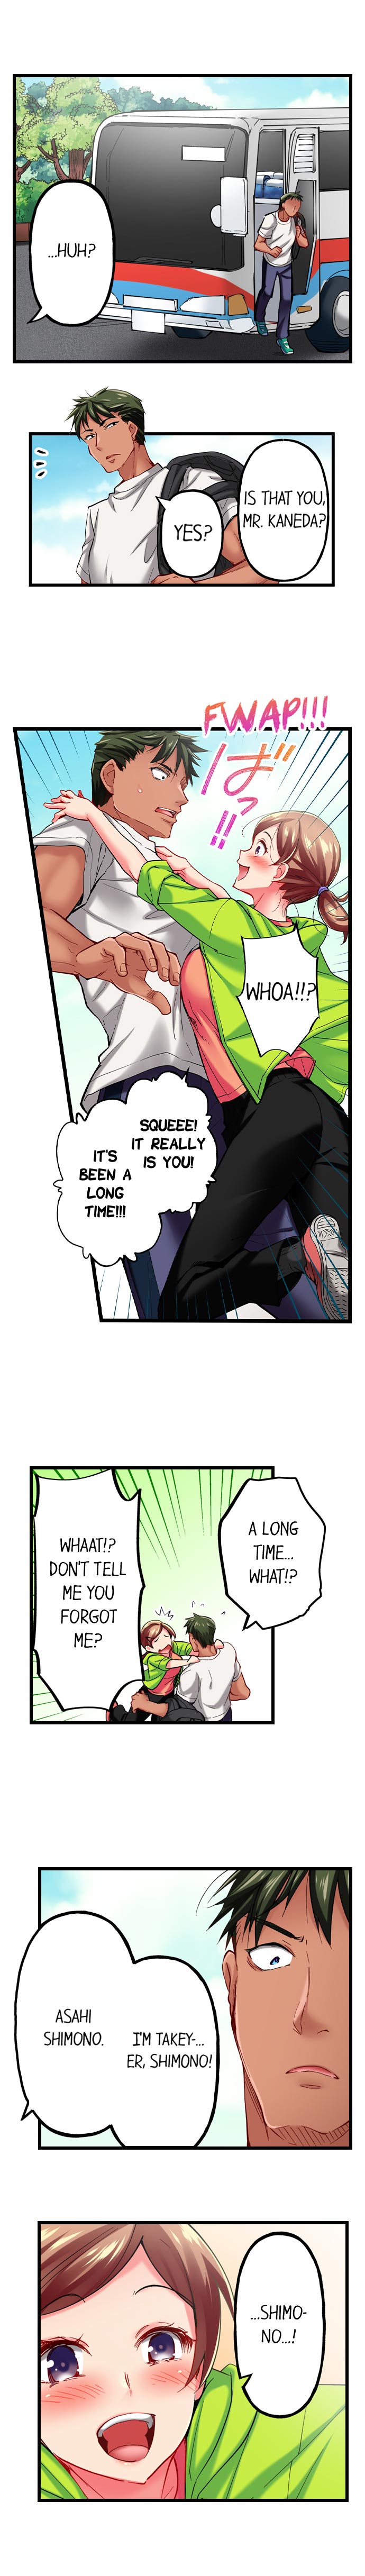 ...HUH?
IS THAT YOU,
MR. KANEDA?
YES?
FWAP!!!
ばっ!!
WHOA!!?
SQUEEE!
IT REALLY
IS YOU!
IT'S
BEEN A
LONG
TIME!!!
A LONG
TIME...
WHAT!?
WHAAT!?
DON'T TELL
ME YOU
FORGOT
ME?
I'M TAKEY-...
ER, SHIMONO!
ASAHI
SHIMONO.
...SHIMO-
NO...!